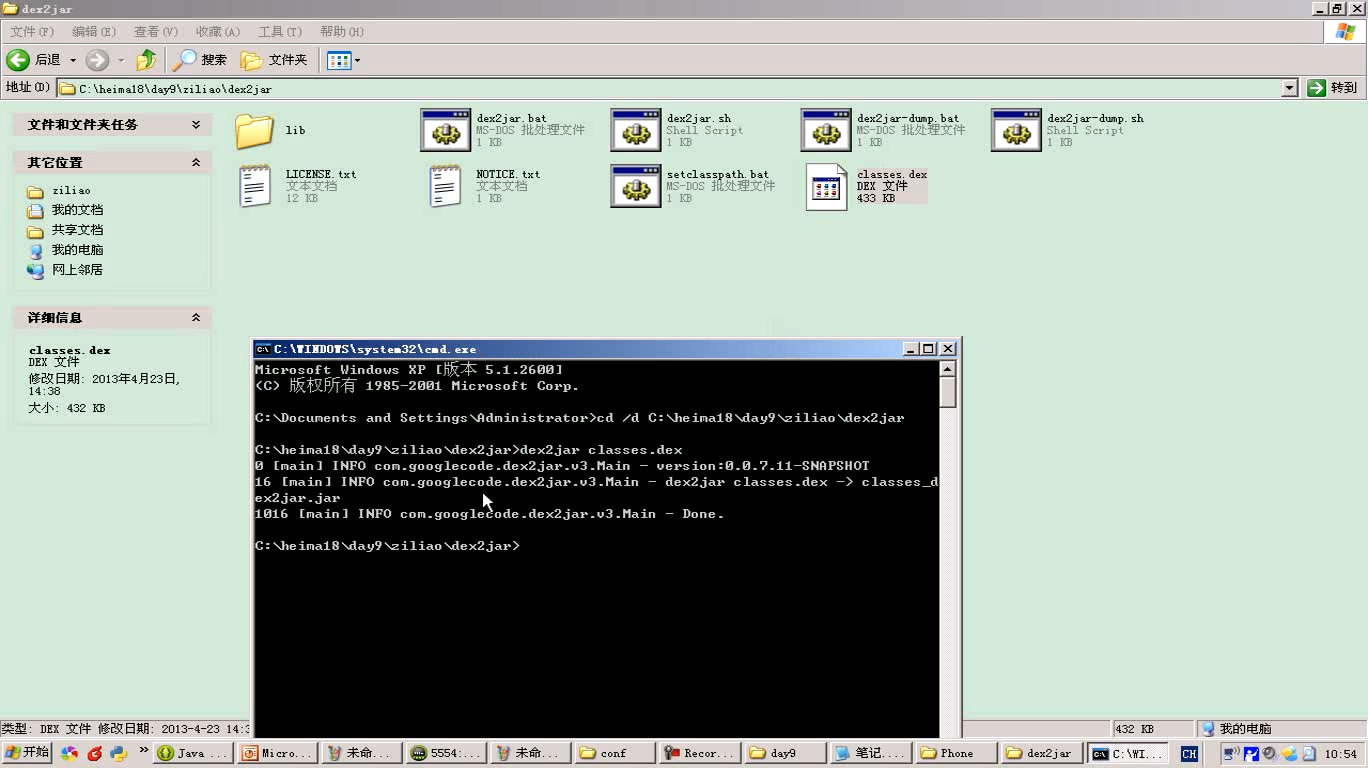 dex2jar
文件(F) 编辑(E) 查看(V) 收藏(A) 工具(T) 帮助(H)
后退 搜索 文件夹
地址(D) C:\heima18\day9\ziliao\dex2jar 转到
文件和文件夹任务
其它位置
ziliao
我的文档
共享文档
我的电脑
网上邻居
详细信息
classes.dex
DEX 文件
修改日期: 2013年4月23日,
14:38
大小: 432 KB
lib
dex2jar.bat
MS-DOS 批处理文件
1 KB
dex2jar.sh
Shell Script
1 KB
dex2jar-dump.bat
MS-DOS 批处理文件
1 KB
dex2jar-dump.sh
Shell Script
1 KB
LICENSE.txt
文本文档
12 KB
NOTICE.txt
文本文档
1 KB
setclasspath.bat
MS-DOS 批处理文件
1 KB
classes.dex
DEX 文件
433 KB
C:\WINDOWS\system32\cmd.exe
Microsoft Windows XP [版本 5.1.2600]
(C) 版权所有 1985-2001 Microsoft Corp.
C:\Documents and Settings\Administrator>cd /d C:\heima18\day9\ziliao\dex2jar
C:\heima18\day9\ziliao\dex2jar>dex2jar classes.dex
0 [main] INFO com.googlecode.dex2jar.v3.Main - version:0.0.7.11-SNAPSHOT
16 [main] INFO com.googlecode.dex2jar.v3.Main - dex2jar classes.dex -> classes_d
ex2jar.jar
1016 [main] INFO com.googlecode.dex2jar.v3.Main - Done.
C:\heima18\day9\ziliao\dex2jar>
类型: DEX 文件 修改日期: 2013-4-23 14:3 432 KB 我的电脑
开始 Java ... Micro... 未命... 5554:... 未命... conf Recor... day9 笔记.... Phone dex2jar C:\WI... CH 10:54